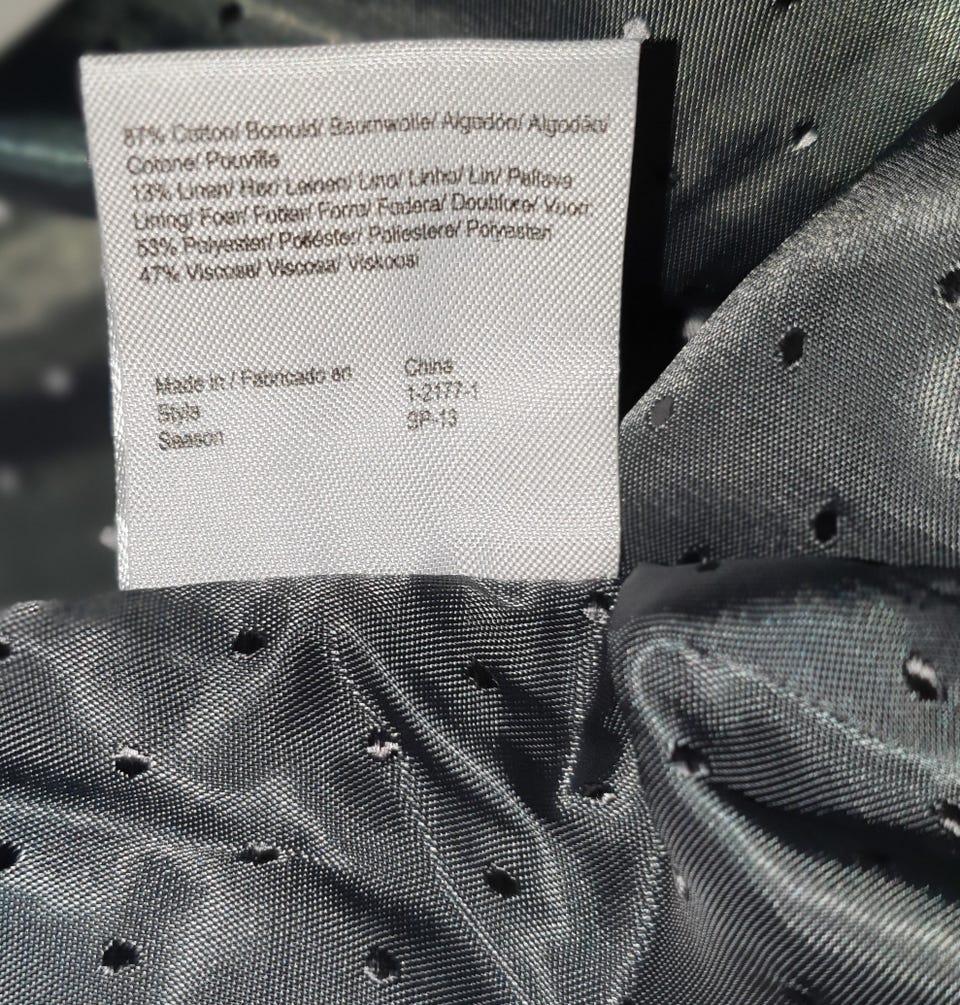 87% Cotton/ Bomuld/ Baumwolle/ Algodón/ Algodão/
Cotone/ Puuvilla
13% Linen/ Hør/ Leinen/ Lino/ Linho/ Lin/ Pellava
Lining/ Foer/ Futter/ Forro/ Fodera/ Doublure/ Vuori
53% Polyester/ Poliéster/ Poliestere/ Polyesteri
47% Viscose/ Viscosa/ Viskoosi
Made in / Fabricado en China
Style 1-2177-1
Season SP-13